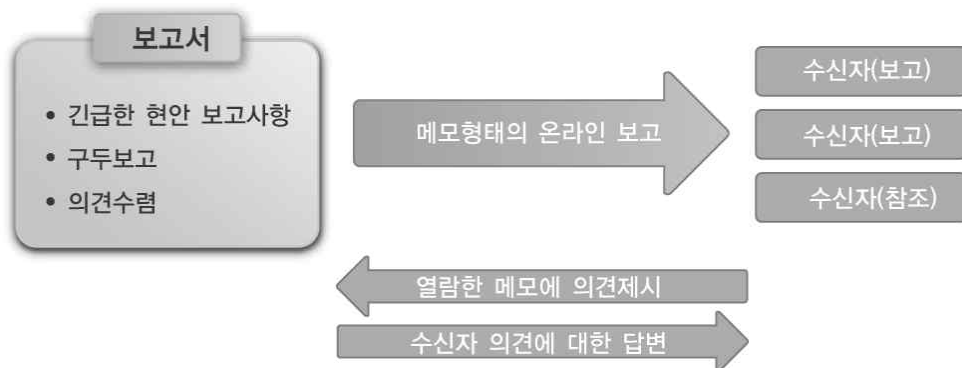 보고서
• 긴급한 현안 보고사항
• 구두보고
• 의견수렴
메모형태의 온라인 보고
수신자(보고)
수신자(보고)
수신자(참조)
열람한 메모에 의견제시
수신자 의견에 대한 답변